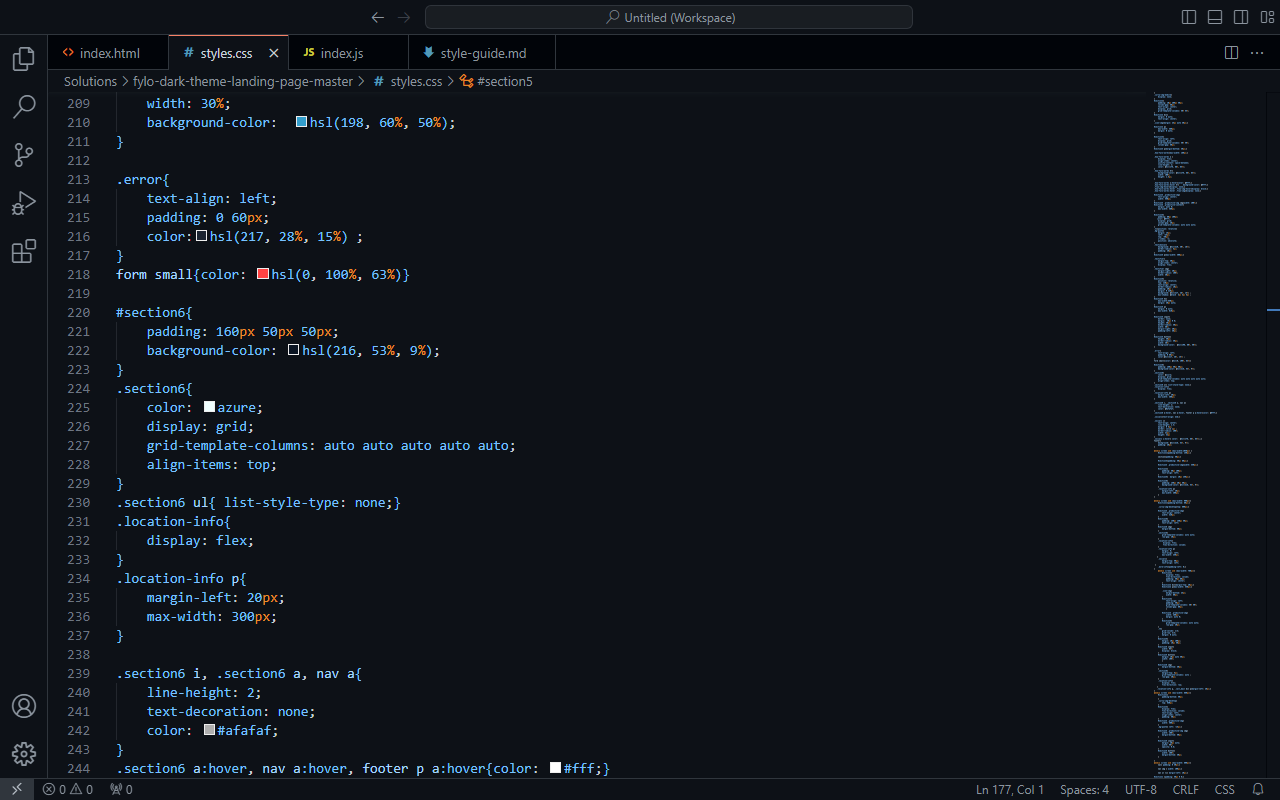 Untitled (Workspace)
index.html
styles.css
JS index.js
style-guide.md
Solutions > fylo-dark-theme-landing-page-master > # styles.css > #section5
209 width: 30%;
210 background-color: hsl(198, 60%, 50%);
211 }
212
213 .error{
214 text-align: left;
215 padding: 0 60px;
216 color: hsl(217, 28%, 15%) ;
217 }
218 form small{color: hsl(0, 100%, 63%)}
219
220 #section6{
221 padding: 160px 50px 50px;
222 background-color: hsl(216, 53%, 9%);
223 }
224 .section6{
225 color: azure;
226 display: grid;
227 grid-template-columns: auto auto auto auto auto;
228 align-items: top;
229 }
230 .section6 ul{ list-style-type: none;}
231 .location-info{
232 display: flex;
233 }
234 .location-info p{
235 margin-left: 20px;
236 max-width: 300px;
237 }
238
239 .section6 i, .section6 a, nav a{
240 line-height: 2;
241 text-decoration: none;
242 color: #afafaf;
243 }
244 .section6 a:hover, nav a:hover, footer p a:hover{color: #fff;}
0 0 0
Ln 177, Col 1 Spaces: 4 UTF-8 CRLF CSS